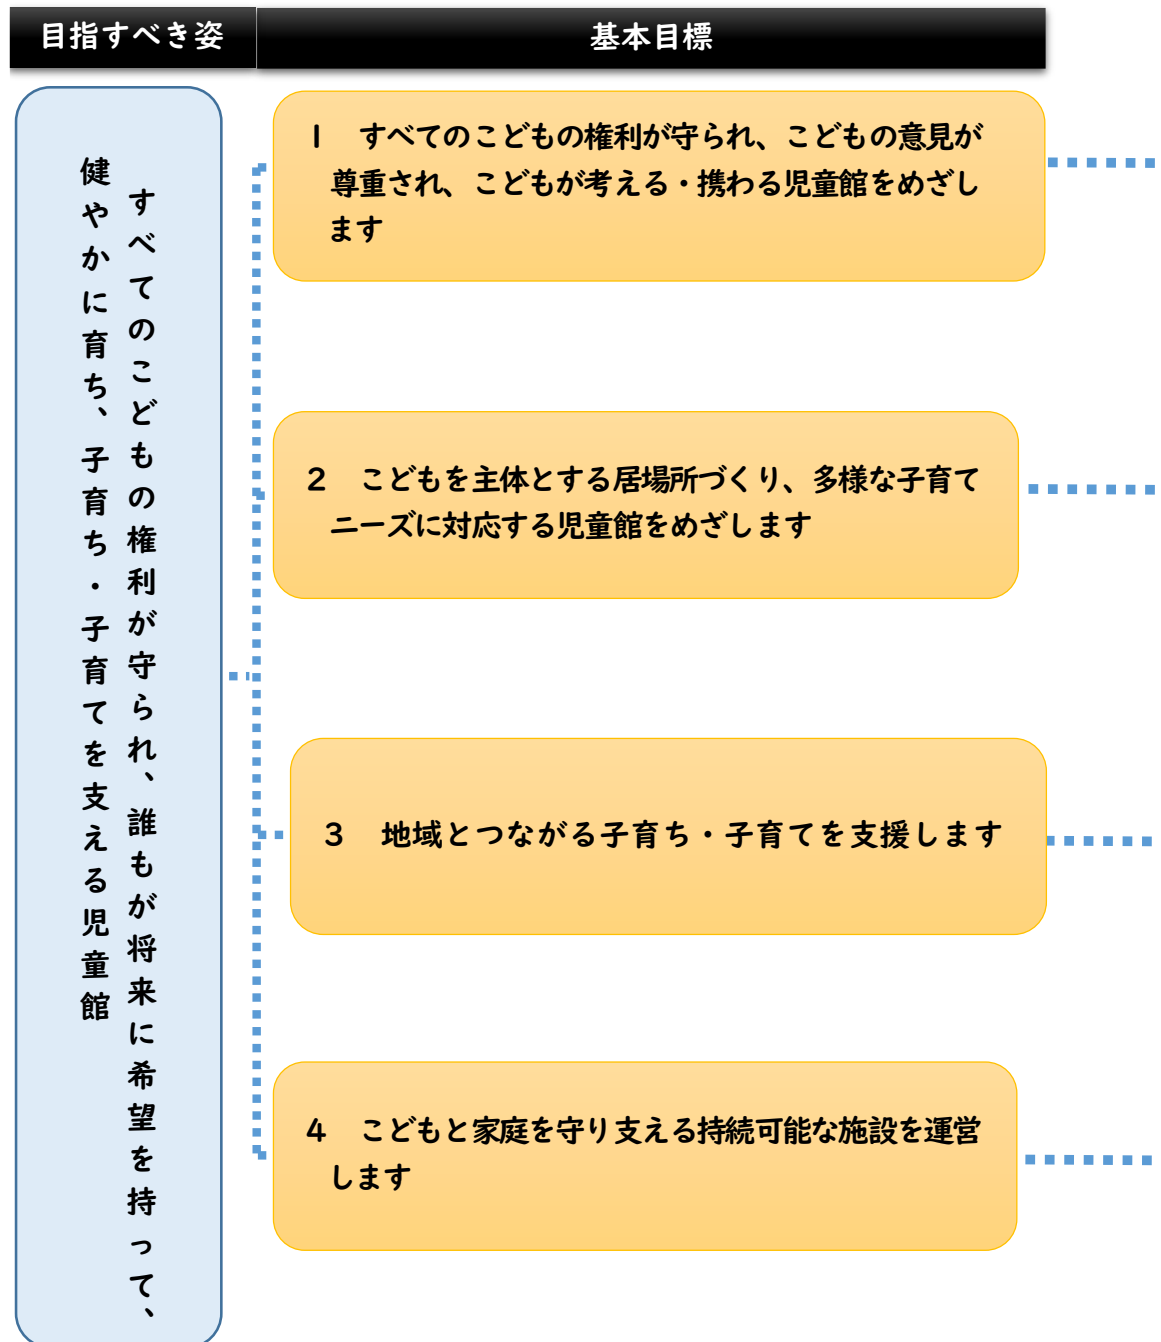 目指すべき姿
基本目標
すべてのこどもの権利が守られ、誰もが将来に希望を持って、
健やかに育ち、子育ち・子育てを支える児童館
1　すべてのこどもの権利が守られ、こどもの意見が
尊重され、こどもが考える・携わる児童館をめざし
ます
2　こどもを主体とする居場所づくり、多様な子育て
ニーズに対応する児童館をめざします
3　地域とつながる子育ち・子育てを支援します
4　こどもと家庭を守り支える持続可能な施設を運営
します